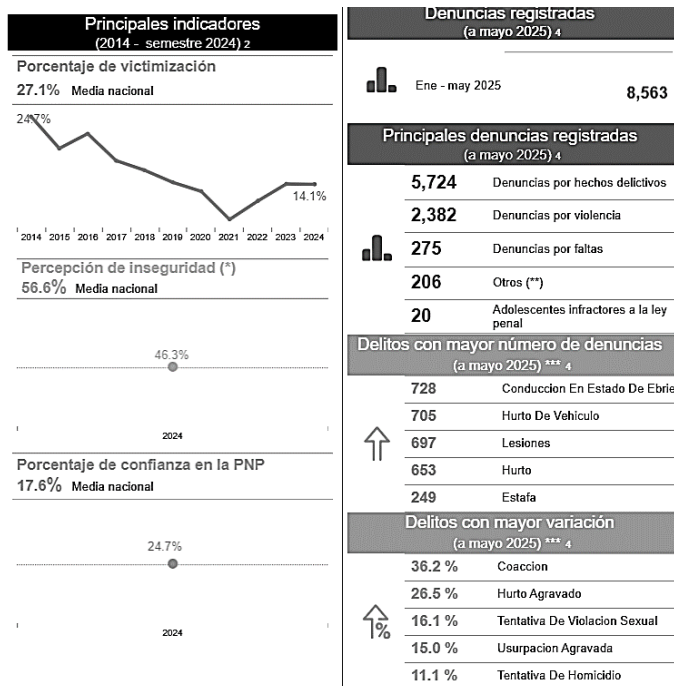 Principales indicadores
(2014 - semestre 2024) 2
Porcentaje de victimización
27.1% Media nacional
24.7%
14.1%
2014 2015 2016 2017 2018 2019 2020 2021 2022 2023 2024
Percepción de inseguridad (*)
56.6% Media nacional
46.3%
2024
Porcentaje de confianza en la PNP
17.6% Media nacional
24.7%
2024
Denuncias registradas
(a mayo 2025) 4
Ene - may 2025
8,563
Principales denuncias registradas
(a mayo 2025) 4
5,724 Denuncias por hechos delictivos
2,382 Denuncias por violencia
275 Denuncias por faltas
206 Otros (**)
20 Adolescentes infractores a la ley
penal
Delitos con mayor número de denuncias
(a mayo 2025) *** 4
728 Conduccion En Estado De Ebrie
705 Hurto De Vehiculo
697 Lesiones
653 Hurto
249 Estafa
Delitos con mayor variación
(a mayo 2025) *** 4
%
36.2 % Coaccion
26.5 % Hurto Agravado
16.1 % Tentativa De Violacion Sexual
15.0 % Usurpacion Agravada
11.1 % Tentativa De Homicidio